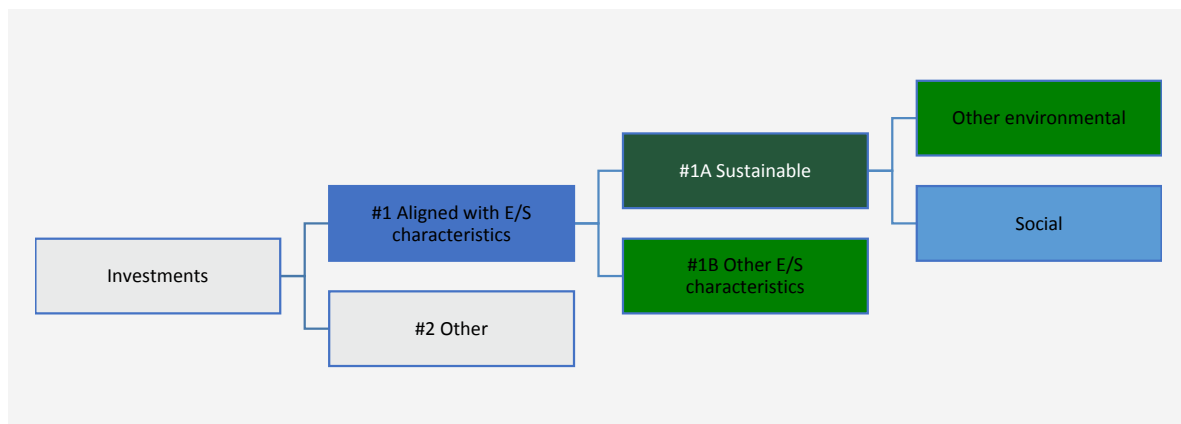 Investments
#1 Aligned with E/S
characteristics
#2 Other
#1A Sustainable
#1B Other E/S
characteristics
Other environmental
Social